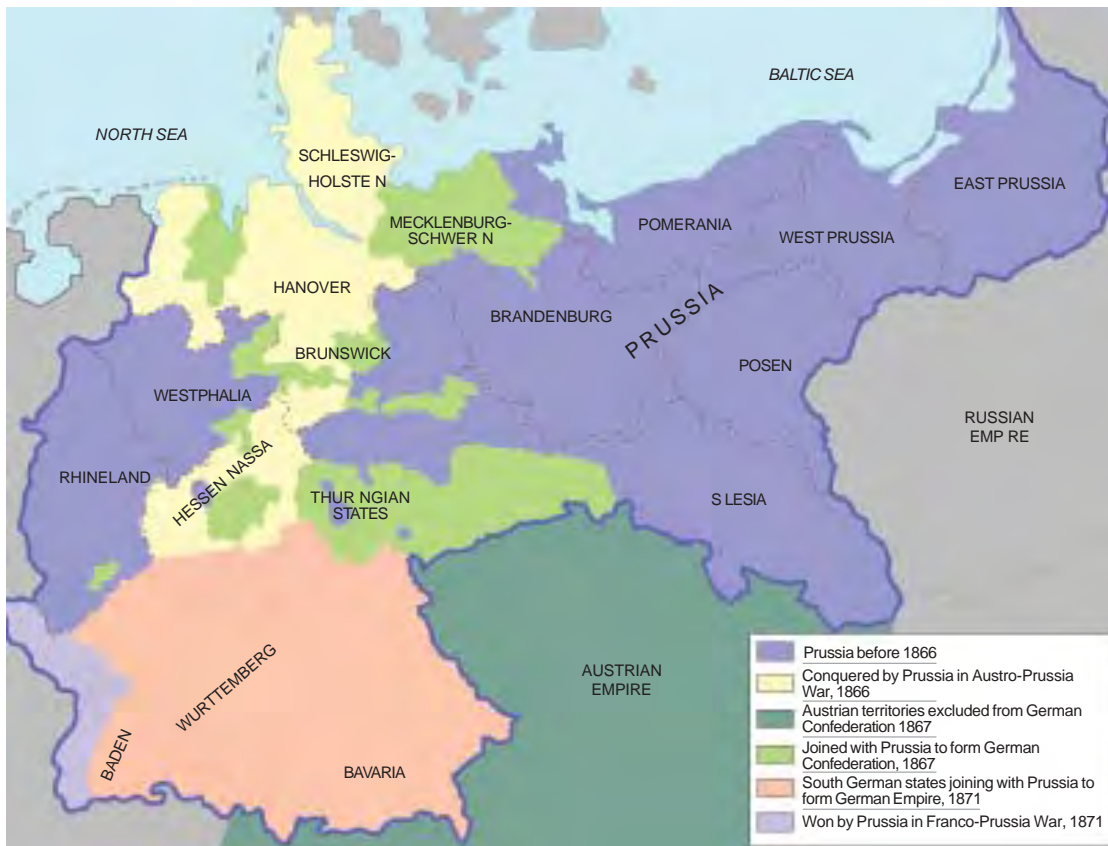 BALTIC SEA
NORTH SEA
SCHLESWIG-
HOLSTE N
EAST PRUSSIA
MECKLENBURG-
SCHWER N
POMERANIA
WEST PRUSSIA
HANOVER
BRANDENBURG
PRUSSIA
BRUNSWICK
POSEN
WESTPHALIA
RUSSIAN
EMP RE
RHINELAND
HESSEN NASSA
THUR NGIAN
STATES
S LESIA
AUSTRIAN
EMPIRE
WURTTEMBERG
BADEN
BAVARIA
Prussia before 1866
Conquered by Prussia in Austro-Prussia
War, 1866
Austrian territories excluded from German
Confederation 1867
Joined with Prussia to form German
Confederation, 1867
South German states joining with Prussia to
form German Empire, 1871
Won by Prussia in Franco-Prussia War, 1871